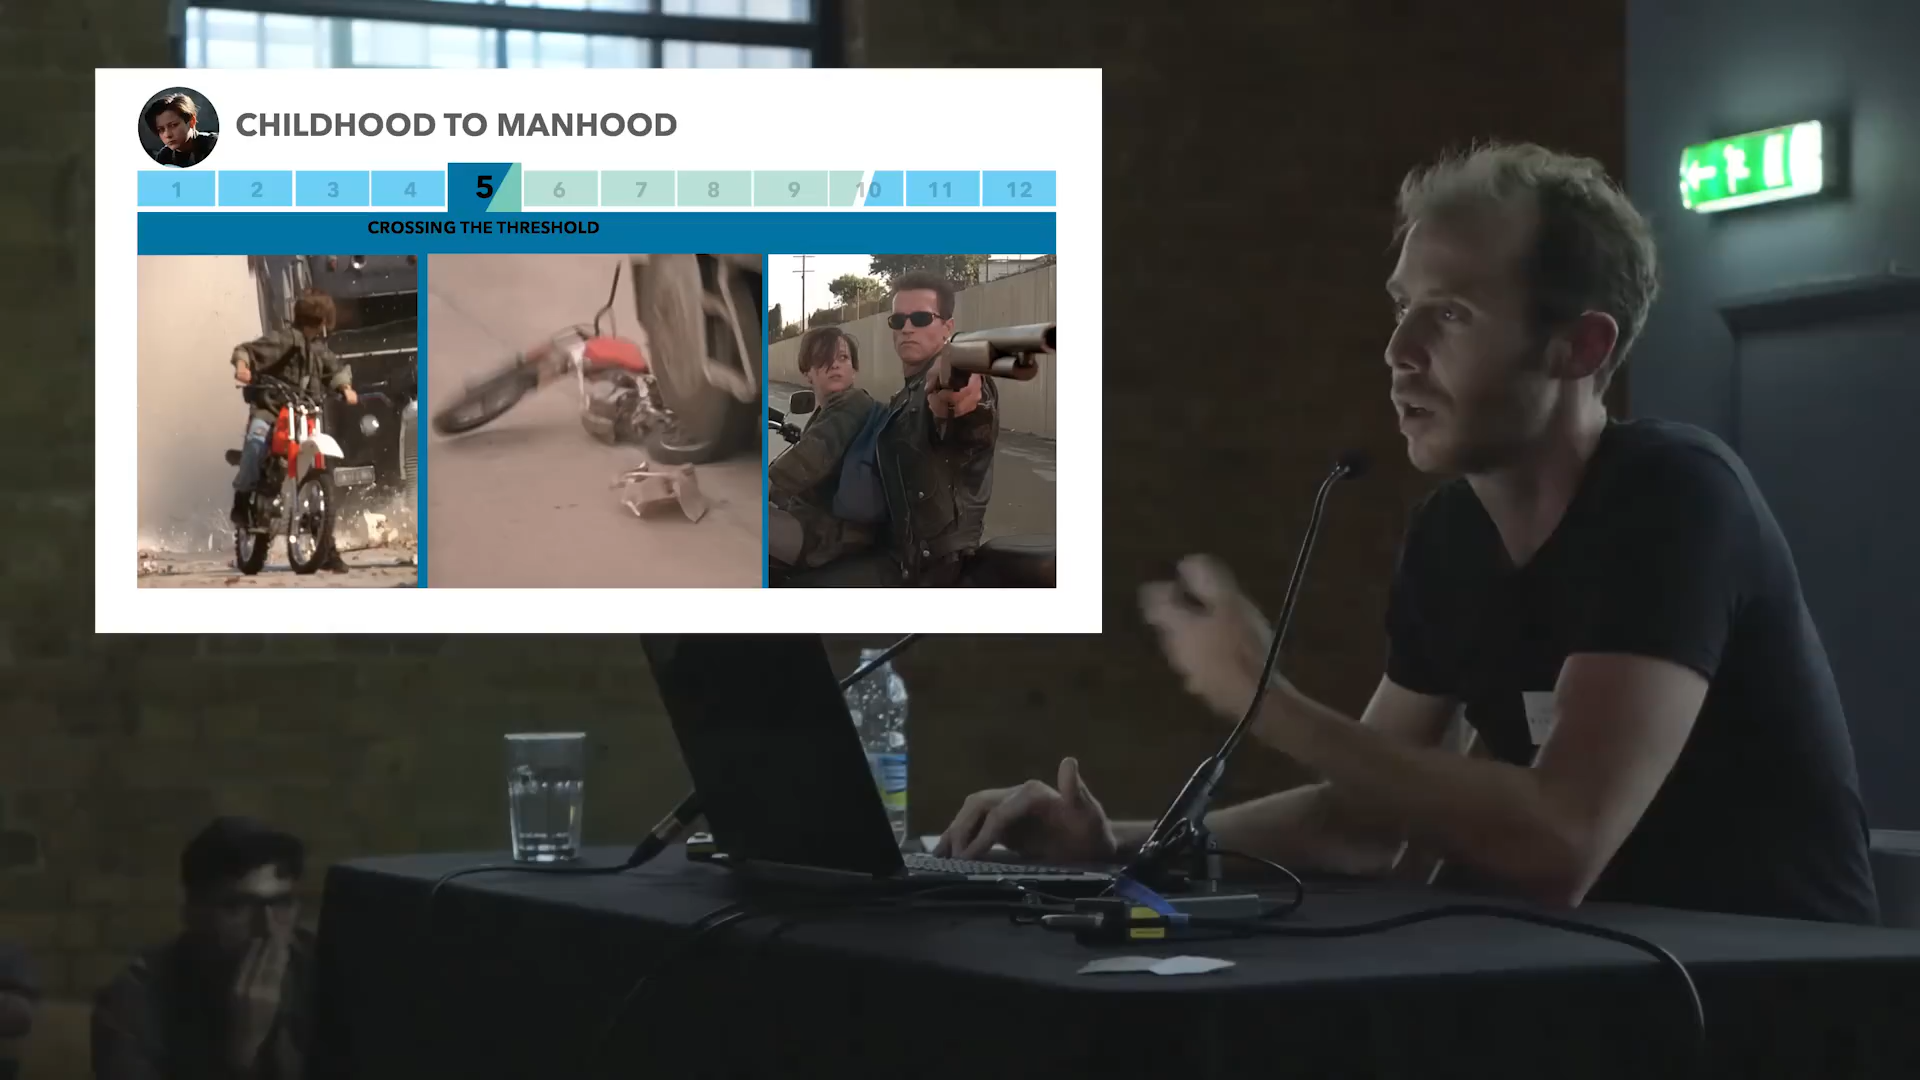 CHILDHOOD TO MANHOOD
1 2 3 4 5 6 7 8 9 10 11 12
CROSSING THE THRESHOLD